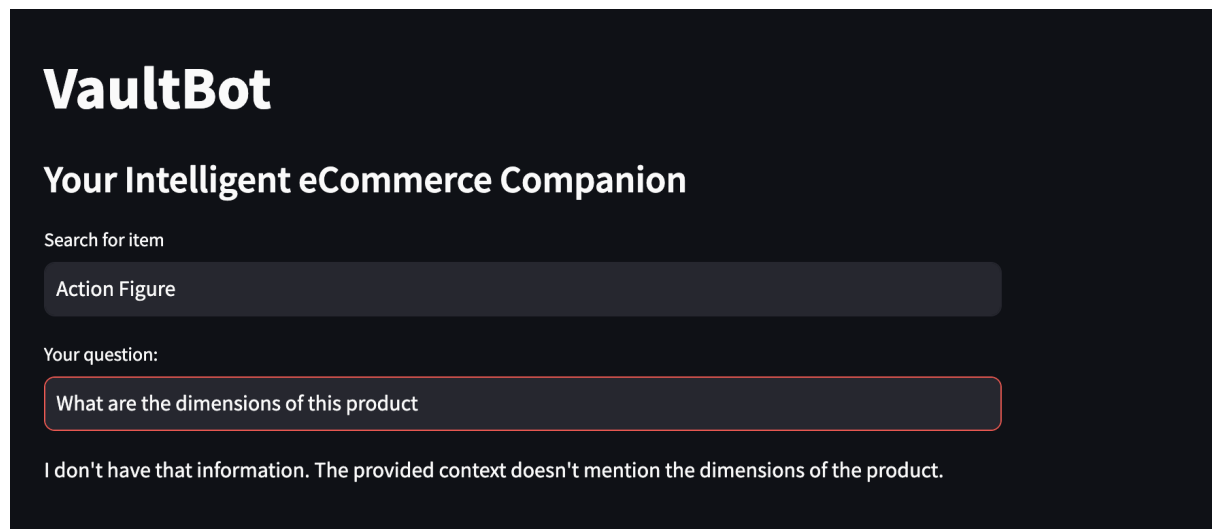 VaultBot
Your Intelligent eCommerce Companion
Search for item
Action Figure
Your question:
What are the dimensions of this product
I don't have that information. The provided context doesn't mention the dimensions of the product.